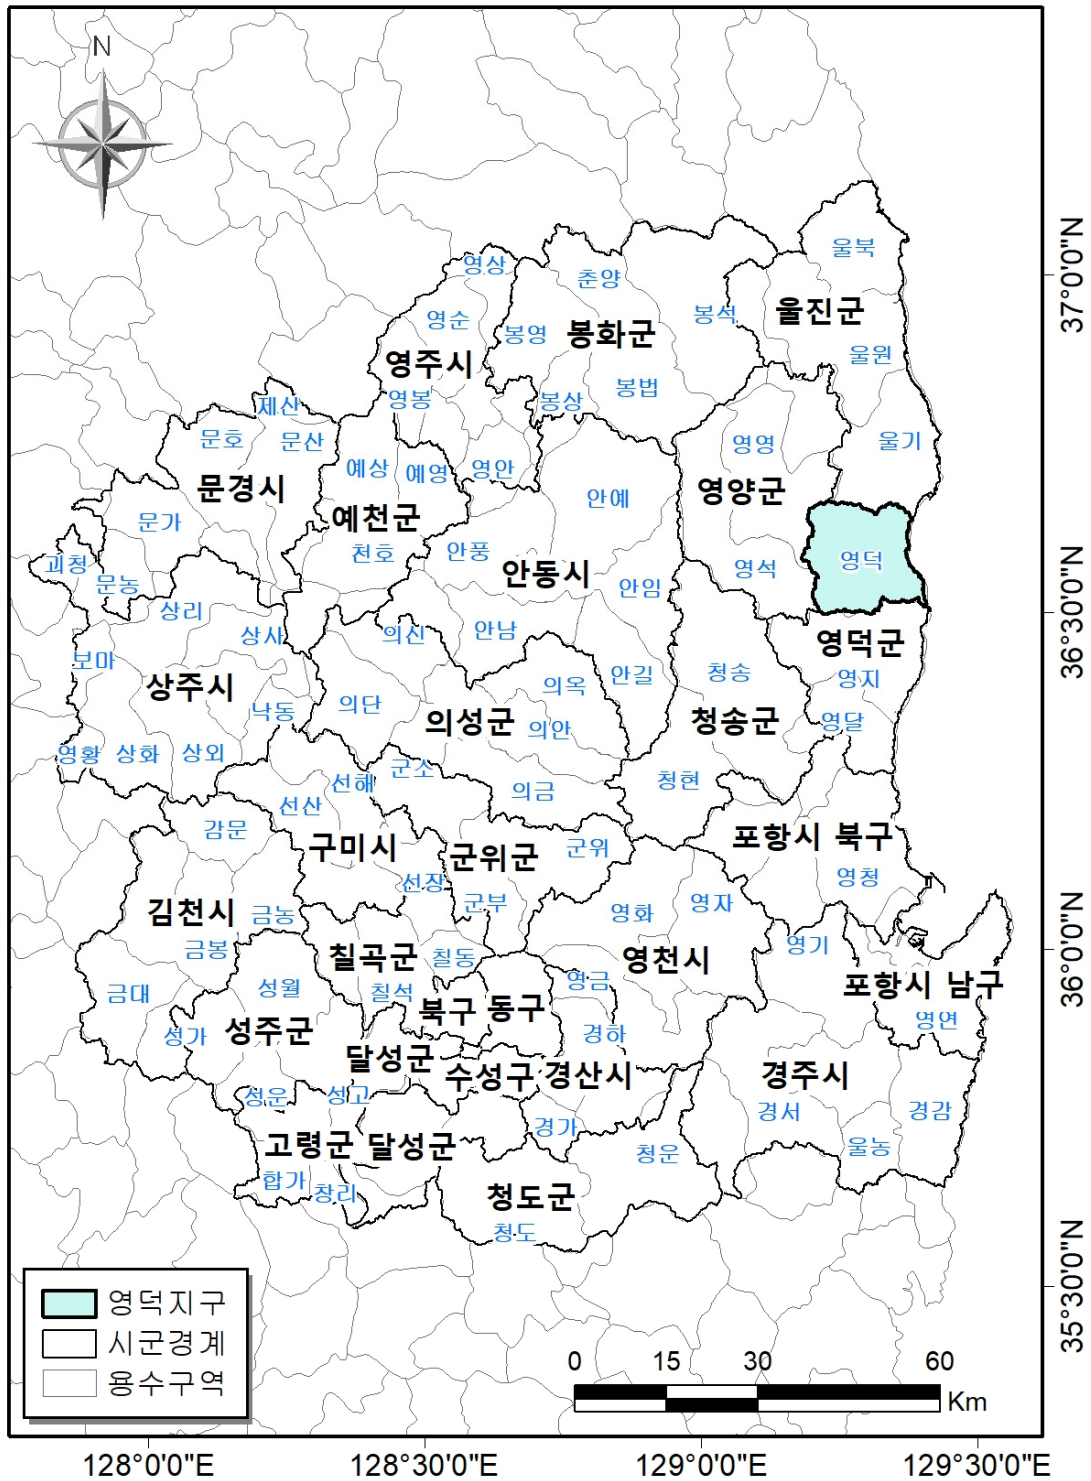 N
울북
영상
춘양
봉석
울진군
영순
봉영
봉화군
울원
영주시
영봉
봉상
봉법
제산
문호
문산
영영
울기
예상
예영
영안
문경시
영양군
안예
문가
예천군
천호
안풍
괴청
문농
안동시
안임
영석
영덕
상리
상사
의신
안남
영덕군
보마
상주시
안길
청송
영지
의옥
의단
낙동
의성군
의안
청송군
영달
영황
상화
상외
군소
선해
청현
의금
선산
감문
구미시
군위군
군위
포항시 북구
선장
영청
김천시
금농
군부
영화
영자
금봉
칠곡군
칠동
영천시
영기
금대
성월
칠석
영금
포항시 남구
성가
성주군
북구
동구
경하
영연
달성군
수성구
경산시
경주시
성운
성고
경서
경감
고령군
달성군
경가
청운
울농
합가
창리
청도군
청도
영덕지구
시군경계
용수구역
0 15 30 60
Km
37°0'0"N
36°30'0"N
36°0'0"N
35°30'0"N
128°0'0"E 128°30'0"E 129°0'0"E 129°30'0"E